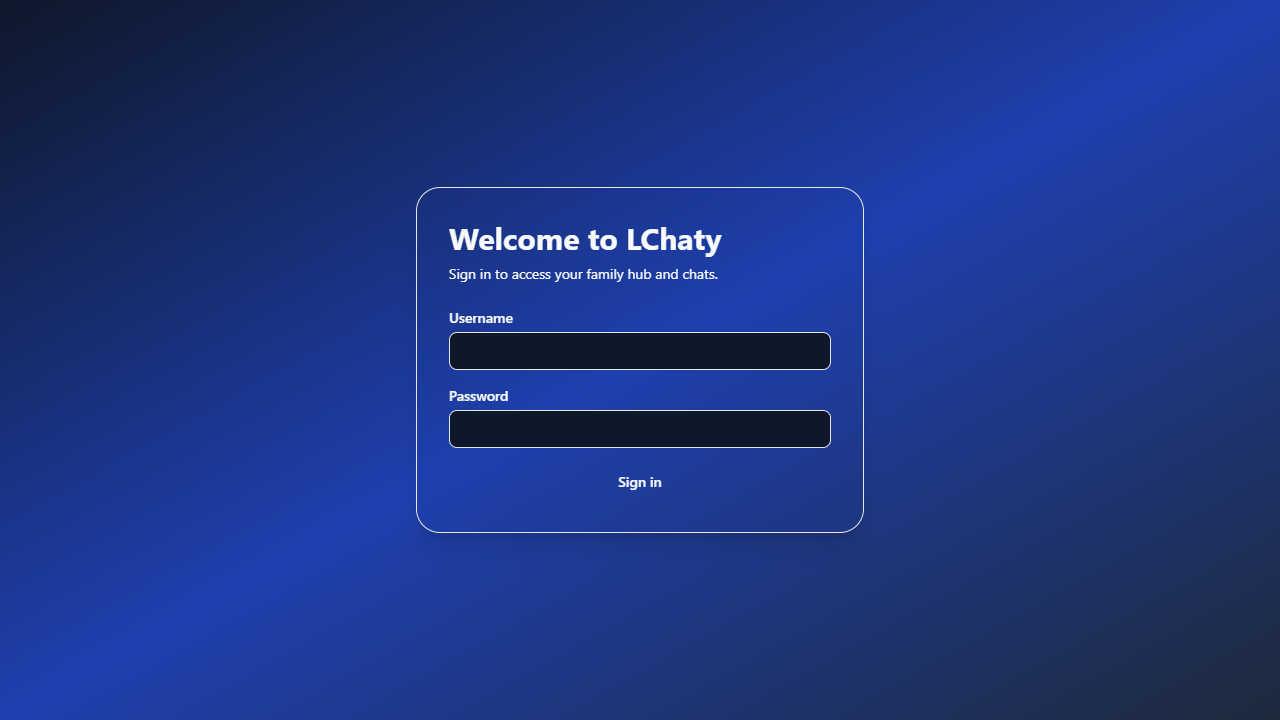 Welcome to LChaty
Sign in to access your family hub and chats.
Username
Password
Sign in